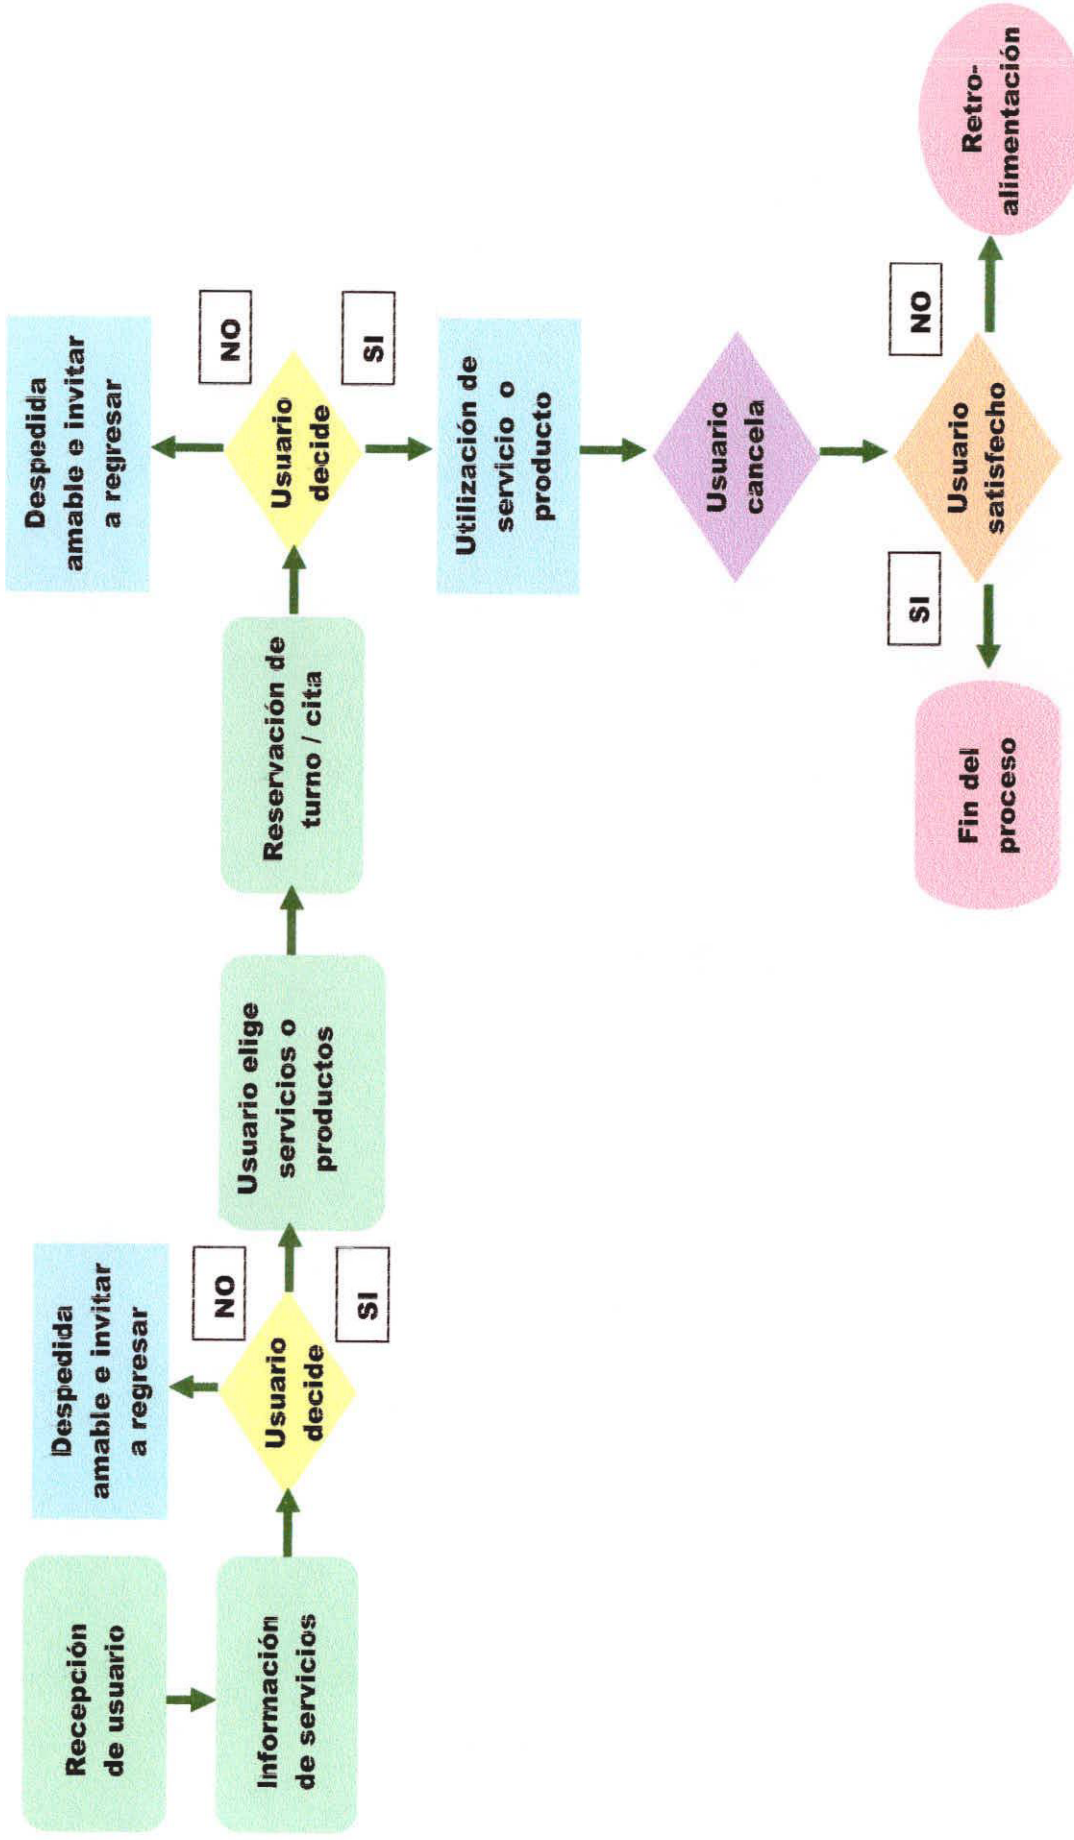 Recepción
de usuario
Información
de servicios
Despedida
amable e invitar
a regresar
NO
Usuario
decide
SI
Usuario elige
servicios o
productos
Reservación de
turno / cita
Despedida
amable e invitar
a regresar
NO
Usuario
decide
SI
Utilización de
servicio o
producto
Usuario
cancela
Usuario
satisfecho
SI
NO
Fin del
proceso
Retro-
alimentación